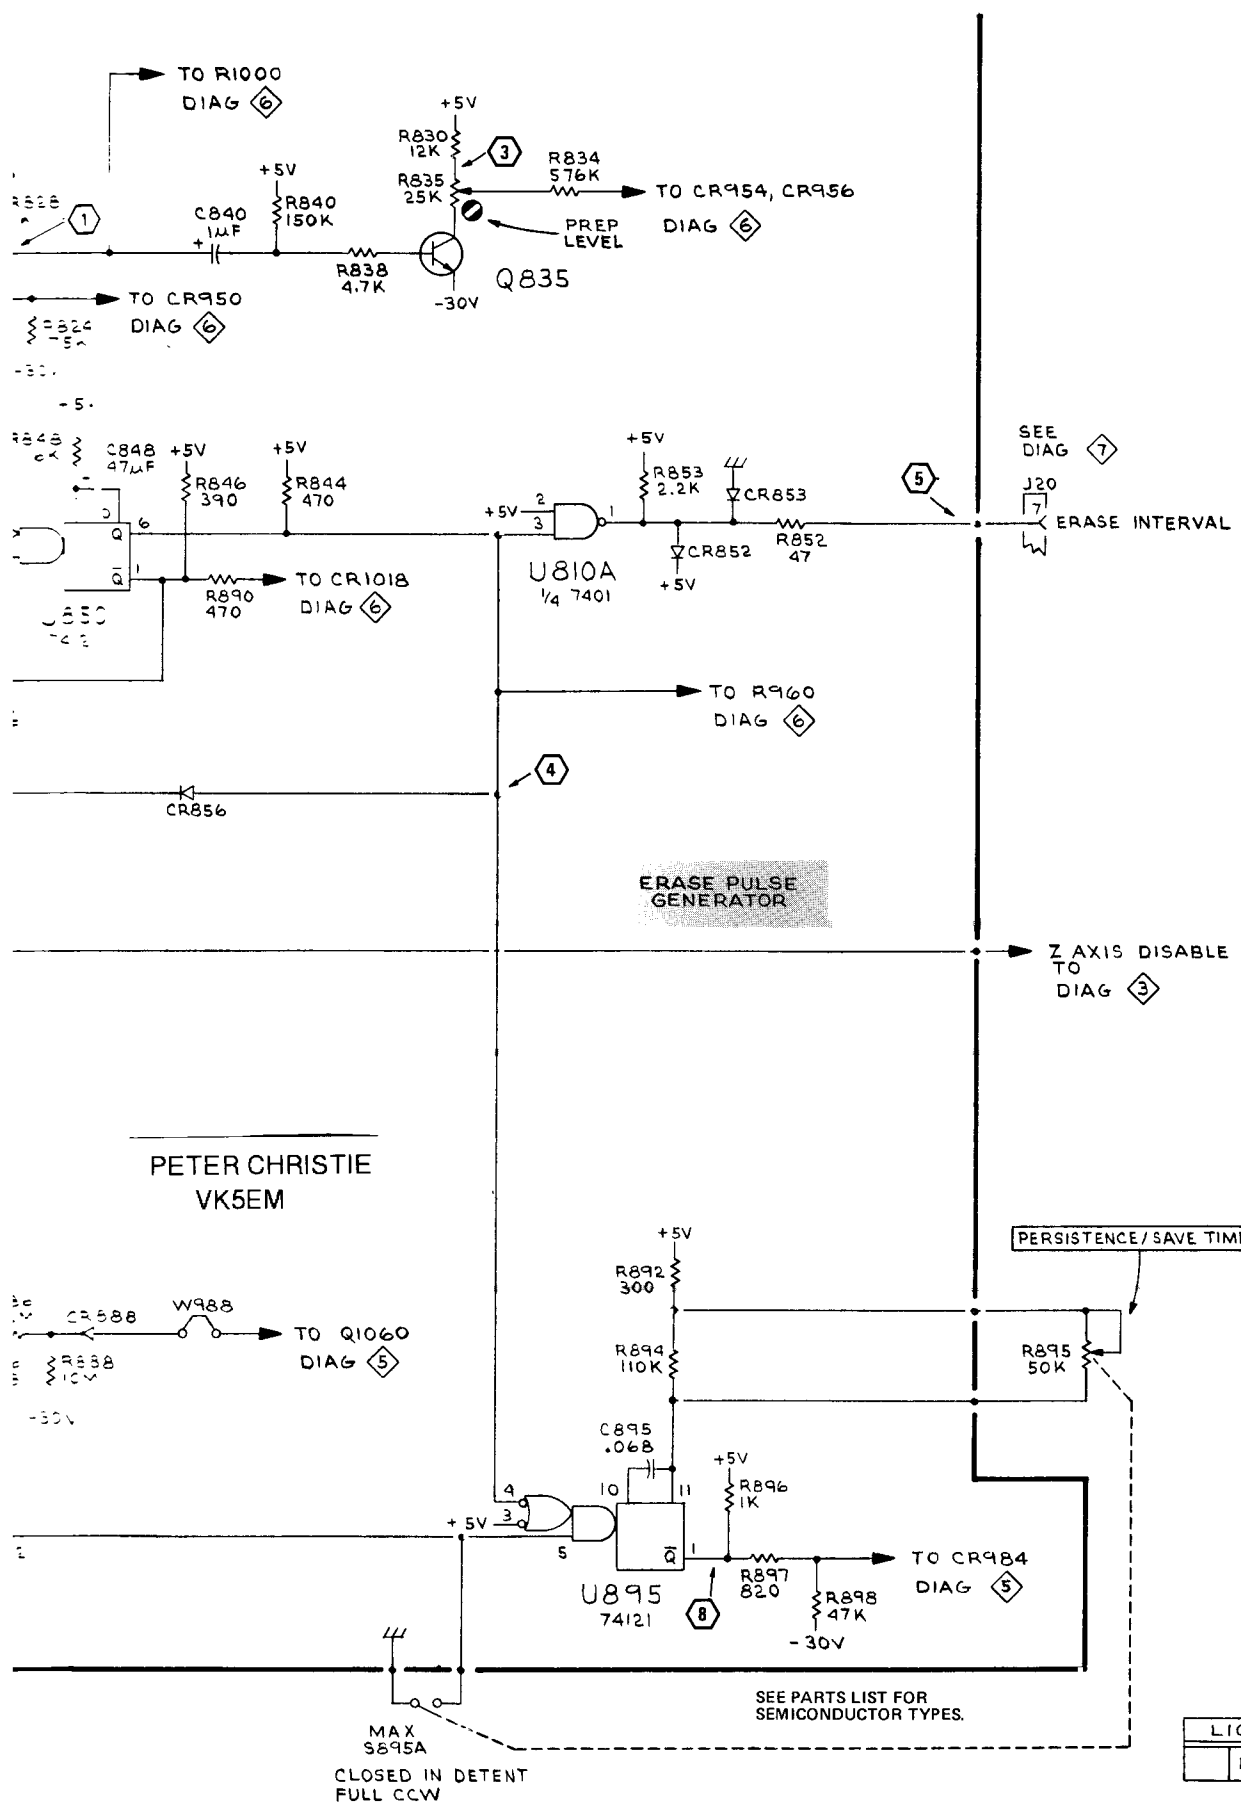 TO R1000
DIAG 6
+5V
R830
12K
3
R834
576K
+5V
R835
25K
TO CR954, CR956
DIAG 6
1
C840
1µF
+
R840
150K
PREP
LEVEL
R838
4.7K
Q835
-30V
TO CR950
DIAG 6
SEE
DIAG 7
J20
7
ERASE INTERVAL
+5V
C848
47µF
+5V
R846
390
+5V
R844
470
R853
2.2K
CR853
5
+5V
2
3
1
6
Q
Q̅
1
CR852
+5V
R852
47
U810A
1/4 7401
R890
470
TO CR1018
DIAG 6
TO R960
DIAG 6
4
CR856
ERASE PULSE
GENERATOR
Z AXIS DISABLE
TO
DIAG 3
PETER CHRISTIE
VK5EM
+5V
PERSISTENCE/SAVE TIM
R892
300
W988
TO Q1060
DIAG 5
R894
110K
R895
50K
C895
.068
10
11
+5V
R896
1K
4
+5V
3
5
Q̅
1
R897
820
TO CR984
DIAG 5
U895
74121
8
R898
47K
-30V
SEE PARTS LIST FOR
SEMICONDUCTOR TYPES.
MAX
S895A
CLOSED IN DETENT
FULL CCW